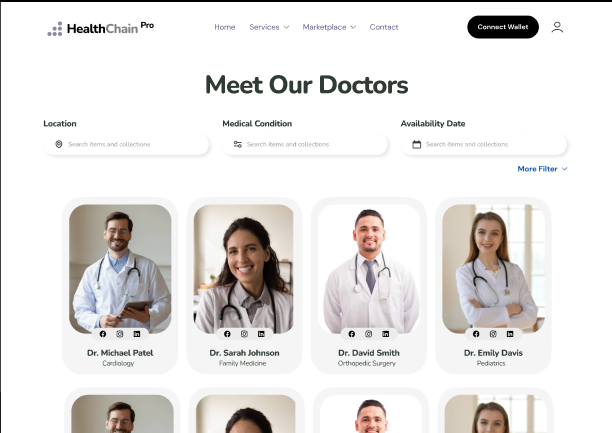 HealthChain Pro
Home Services Marketplace Contact
Connect Wallet
Meet Our Doctors
Location Medical Condition Availability Date
Search items and collections Search items and collections Search items and collections
More Filter
Dr. Michael Patel Dr. Sarah Johnson Dr. David Smith Dr. Emily Davis
Cardiology Family Medicine Orthopedic Surgery Pediatrics